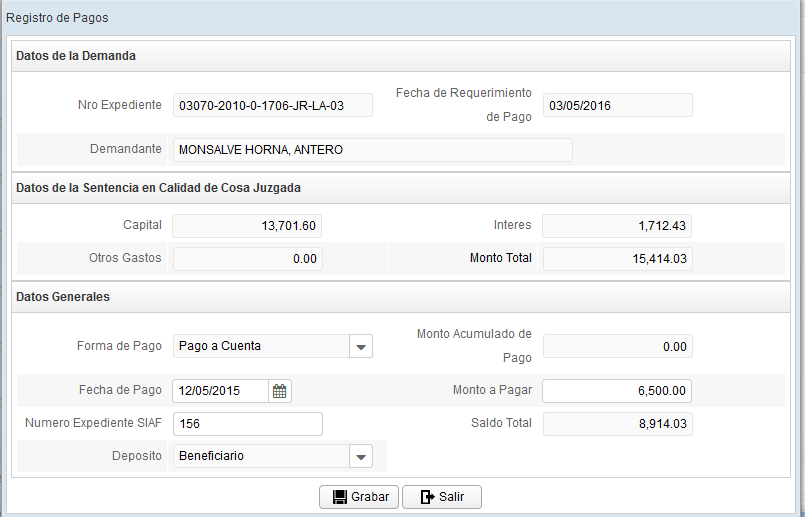 Registro de Pagos
Datos de la Demanda
Nro Expediente 03070-2010-0-1706-JR-LA-03 Fecha de Requerimiento de Pago 03/05/2016
Demandante MONSALVE HORNA, ANTERO
Datos de la Sentencia en Calidad de Cosa Juzgada
Capital 13,701.60 Interes 1,712.43
Otros Gastos 0.00 Monto Total 15,414.03
Datos Generales
Forma de Pago Pago a Cuenta Monto Acumulado de Pago 0.00
Fecha de Pago 12/05/2015 Monto a Pagar 6,500.00
Numero Expediente SIAF 156 Saldo Total 8,914.03
Deposito Beneficiario
Grabar Salir